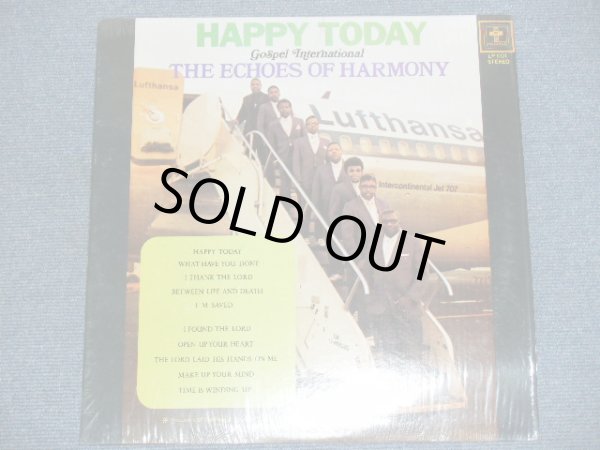 HAPPY TODAY
Gospel International
THE ECHOES OF HARMONY
STEREO
Lufthansa
Lufthansa
Intercontinental Jet 707
SOLD OUT
HAPPY TODAY
WHAT HAVE YOU DONE
I THANK THE LORD
BETWEEN LIFE AND DEATH
I'M SAVED
I FOUND THE LORD
OPEN UP YOUR HEART
THE LORD LAID HIS HANDS ON ME
MAKE UP YOUR MIND
TIME IS WINDING UP